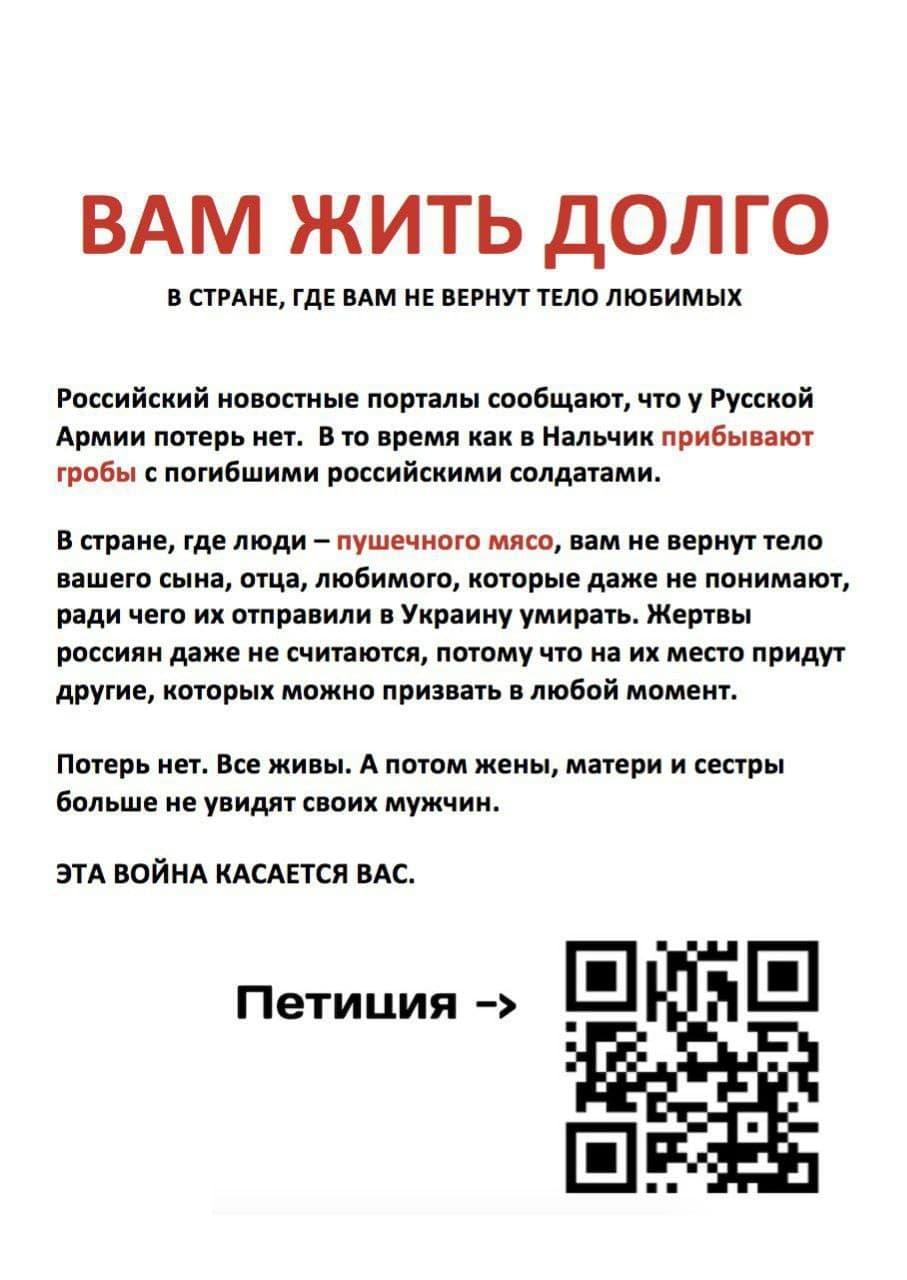 ВАМ ЖИТЬ ДОЛГО
В СТРАНЕ, ГДЕ ВАМ НЕ ВЕРНУТ ТЕЛО ЛЮБИМЫХ
Российский новостные порталы сообщают, что у Русской
Армии потерь нет.  В то время как в Нальчик прибывают
гробы с погибшими российскими солдатами.
В стране, где люди – пушечного мясо, вам не вернут тело
вашего сына, отца, любимого, которые даже не понимают,
ради чего их отправили в Украину умирать. Жертвы
россиян даже не считаются, потому что на их место придут
другие, которых можно призвать в любой момент.
Потерь нет. Все живы. А потом жены, матери и сестры
больше не увидят своих мужчин.
ЭТА ВОЙНА КАСАЕТСЯ ВАС.
Петиция ->